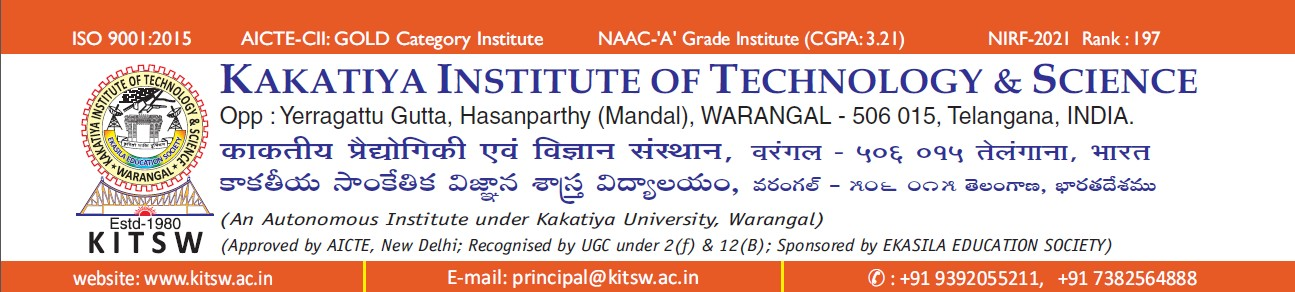 ISO 9001:2015 AICTE-CII: GOLD Category Institute NAAC-'A' Grade Institute (CGPA: 3.21) NIRF-2021 Rank : 197
KAKATIYA INSTITUTE OF TECHNOLOGY & SCIENCE
Opp : Yerragattu Gutta, Hasanparthy (Mandal), WARANGAL - 506 015, Telangana, INDIA.
काकतीय प्रैद्योगिकी एवं विज्ञान संस्थान, वरंगल - ५०६ ०१५ तेलंगाना, भारत
కాకతీయ సాంకేతిక విజ్ఞాన శాస్త్ర విద్యాలయం, వరంగల్ - ౫౦౬ ౦౧౫ తెలంగాణ, భారతదేశము
(An Autonomous Institute under Kakatiya University, Warangal)
(Approved by AICTE, New Delhi; Recognised by UGC under 2(f) & 12(B); Sponsored by EKASILA EDUCATION SOCIETY)
KAKATIYA INSTITUTE OF TECHNOLOGY & SCIENCE
EKASILA EDUCATION SOCIETY
WARANGAL
Estd-1980
KITSW
website: www.kitsw.ac.in E-mail: principal@kitsw.ac.in ✆ : +91 9392055211, +91 7382564888